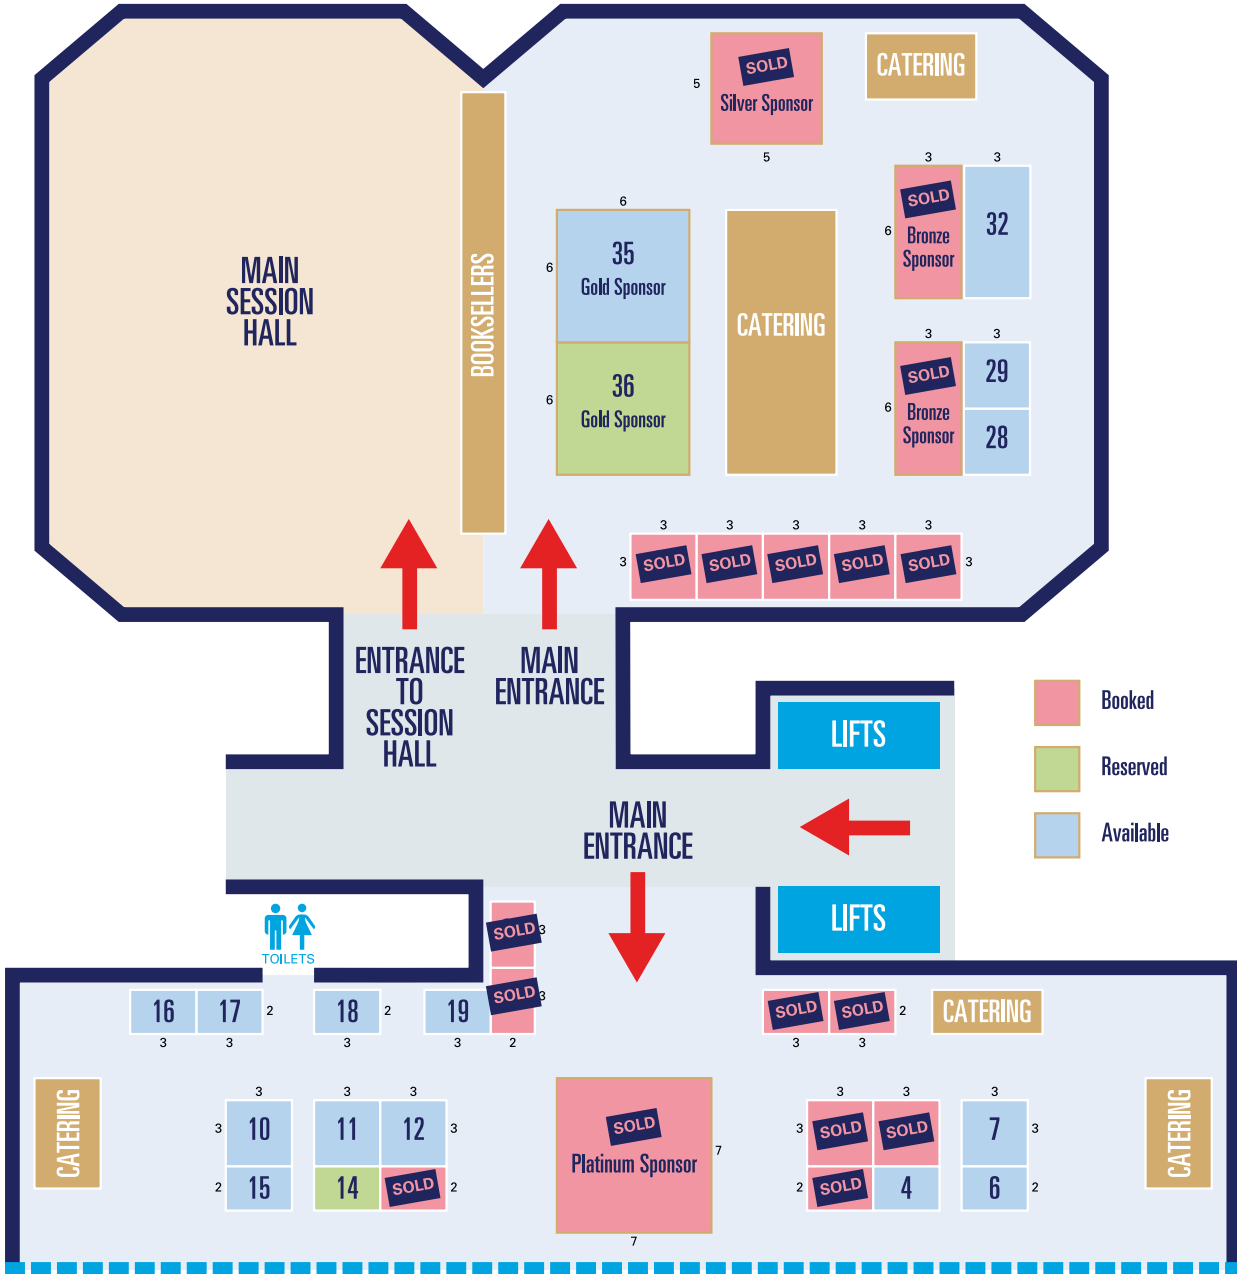 SOLD
Silver Sponsor
5
5
CATERING
MAIN
SESSION
HALL
BOOKSELLERS
6
35
Gold Sponsor
6
36
Gold Sponsor
6
CATERING
3
3
SOLD
Bronze
Sponsor
6
32
3
3
SOLD
Bronze
Sponsor
6
29
28
3
3
3
3
3
3
SOLD
SOLD
SOLD
SOLD
SOLD
3
ENTRANCE
TO
SESSION
HALL
MAIN
ENTRANCE
LIFTS
Booked
Reserved
Available
MAIN
ENTRANCE
LIFTS
TOILETS
SOLD
3
SOLD
3
2
16
17
2
3
3
18
2
3
19
3
SOLD
SOLD
2
3
3
CATERING
CATERING
3
3
10
2
15
3
3
11
12
3
14
SOLD
2
SOLD
Platinum Sponsor
7
7
3
3
3
SOLD
SOLD
2
SOLD
4
3
7
3
6
2
CATERING